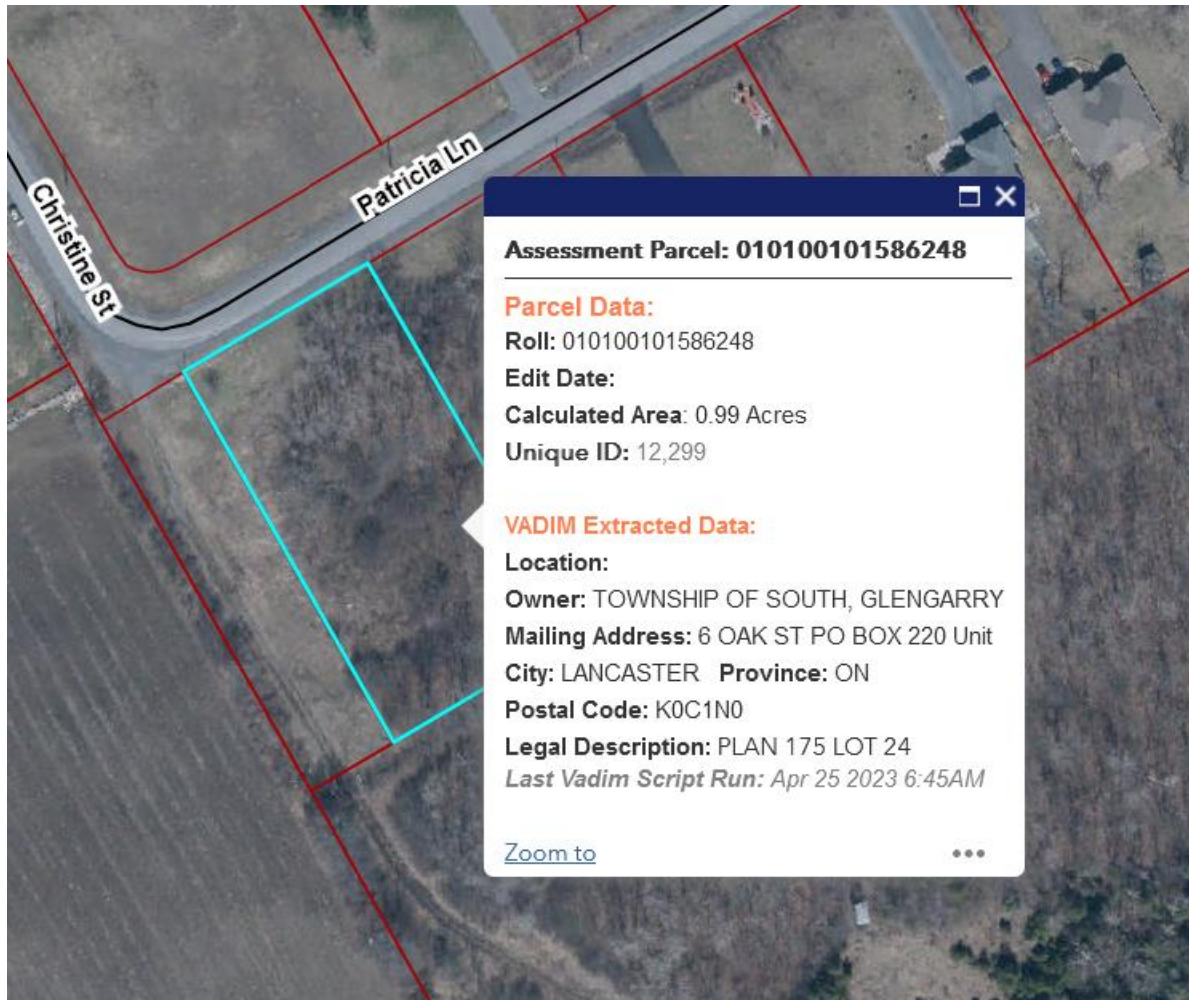 Christine St
Patricia Ln
Assessment Parcel: 010100101586248
Parcel Data:
Roll: 010100101586248
Edit Date:
Calculated Area: 0.99 Acres
Unique ID: 12,299
VADIM Extracted Data:
Location:
Owner: TOWNSHIP OF SOUTH, GLENGARRY
Mailing Address: 6 OAK ST PO BOX 220 Unit
City: LANCASTER Province: ON
Postal Code: K0C1N0
Legal Description: PLAN 175 LOT 24
Last Vadim Script Run: Apr 25 2023 6:45AM
Zoom to